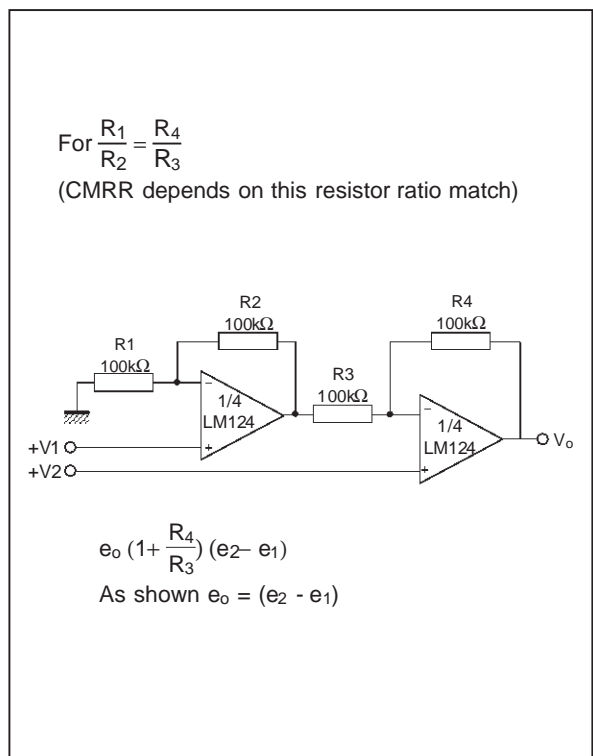 For R1/R2 = R4/R3
(CMRR depends on this resistor ratio match)
R2
100kΩ
R4
100kΩ
R1
100kΩ
R3
100kΩ
−
1/4
LM124
+
−
1/4
LM124
+
+V1
+V2
Vo
eo (1+ R4/R3) (e2– e1)
As shown eo = (e2 - e1)